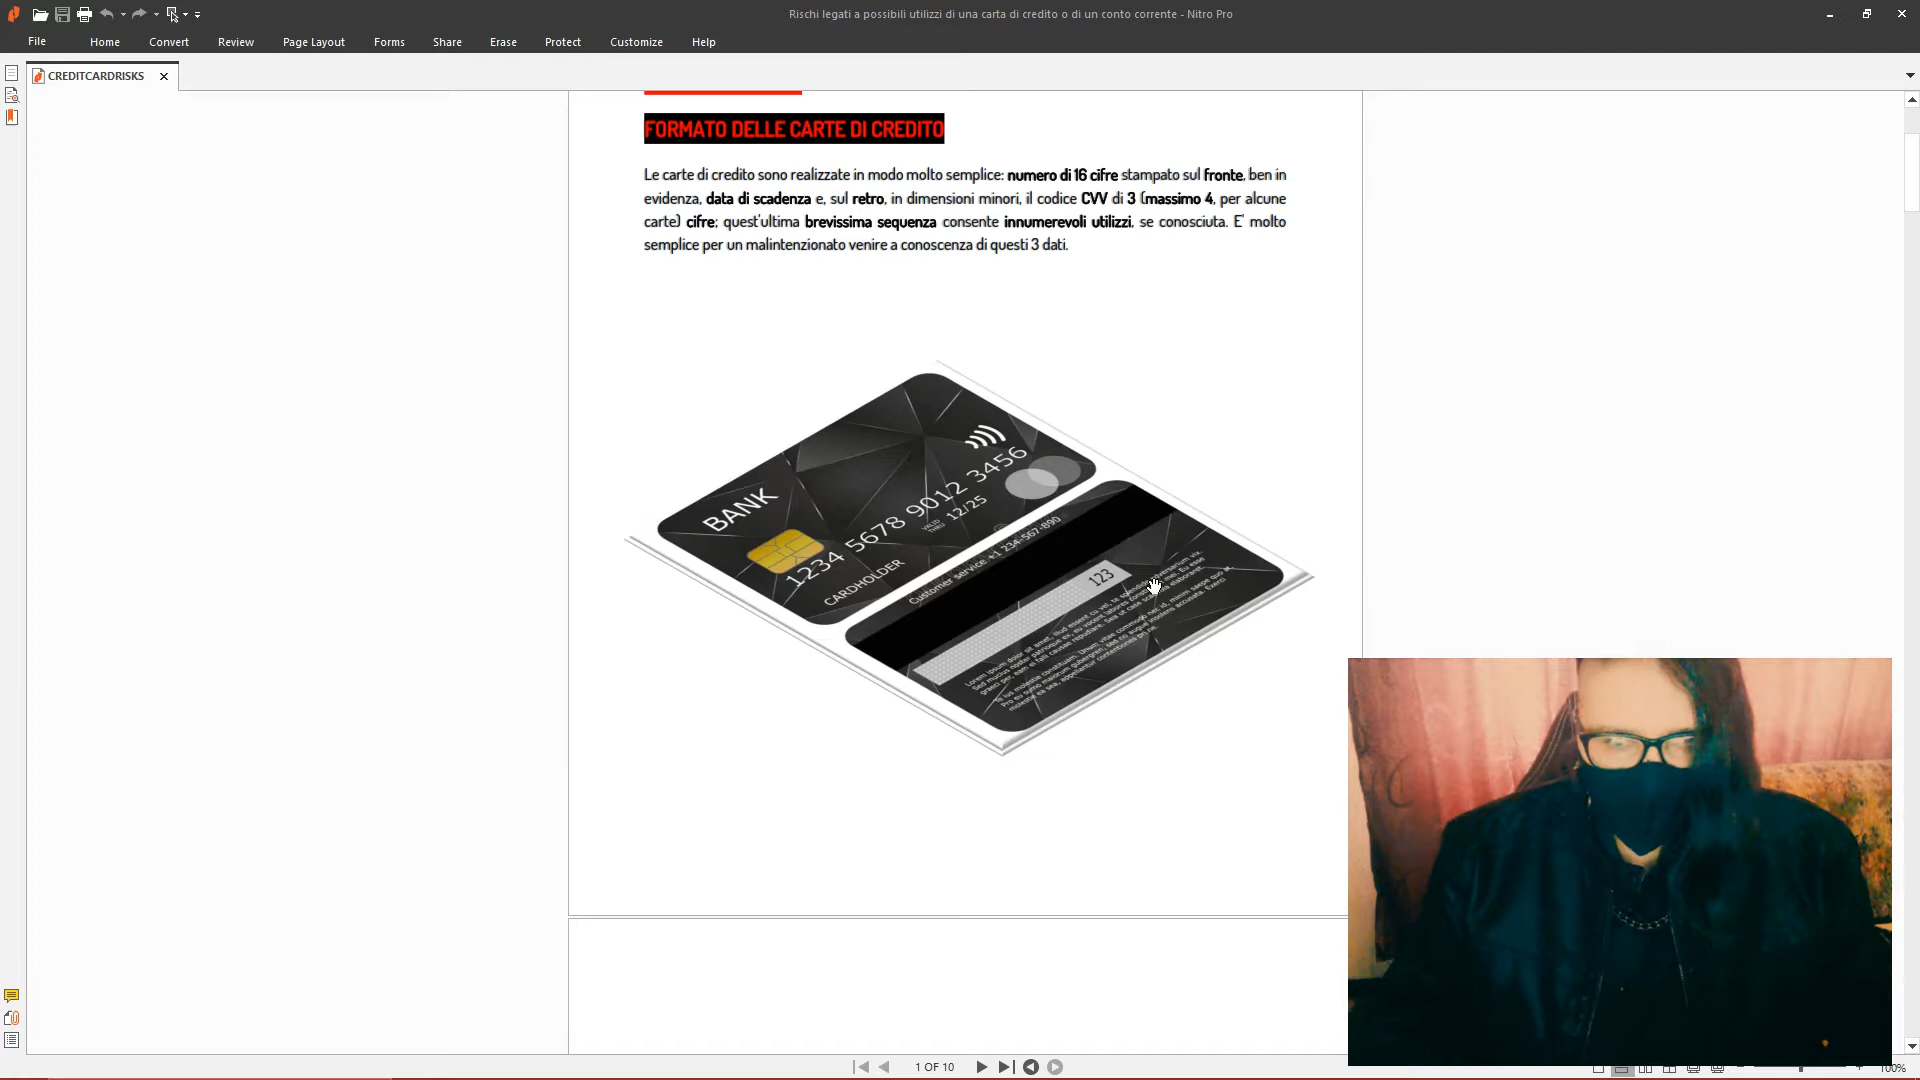 Rischi legati a possibili utilizzi di una carta di credito o di un conto corrente - Nitro Pro
File Home Convert Review Page Layout Forms Share Erase Protect Customize Help
CREDITCARDRISKS
FORMATO DELLE CARTE DI CREDITO
Le carte di credito sono realizzate in modo molto semplice: numero di 16 cifre stampato sul fronte, ben in
evidenza, data di scadenza e, sul retro, in dimensioni minori, il codice CVV di 3 (massimo 4, per alcune
carte) cifre; quest'ultima brevissima sequenza consente innumerevoli utilizzi, se conosciuta. E' molto
semplice per un malintenzionato venire a conoscenza di questi 3 dati.
BANK
1234 5678 9012 3456
VALID
THRU
12/25
CARDHOLDER
Customer service +1 234-567-890
123
1 OF 10
100%